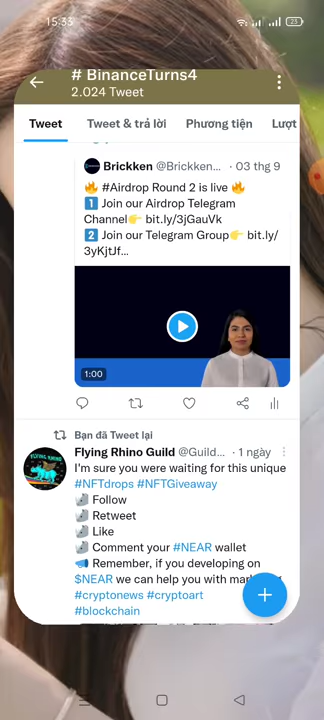 15:33
23
# BinanceTurns4
2.024 Tweet
Tweet
Tweet & trả lời
Phương tiện
Lượt
Brickken @Brickken... · 03 thg 9
🔥 #Airdrop Round 2 is live 🔥
1️⃣ Join our Airdrop Telegram
Channel👉 bit.ly/3jGauVk
2️⃣ Join our Telegram Group👉 bit.ly/
3yKjtJf...
1:00
Bạn đã Tweet lại
FLYING RHINO
Flying Rhino Guild @Guild... · 1 ngày
I'm sure you were waiting for this unique
#NFTdrops #NFTGiveaway
Follow
Retweet
Like
Comment your #NEAR wallet
📣 Remember, if you developing on
$NEAR we can help you with
#cryptonews #cryptoart
#blockchain